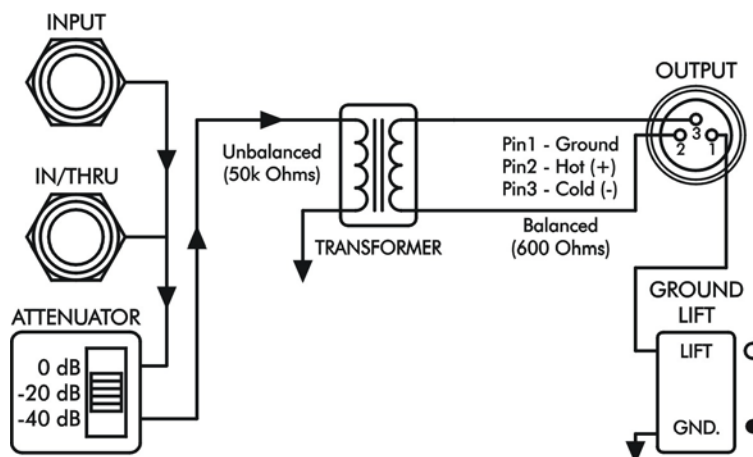 INPUT
IN/THRU
ATTENUATOR
0 dB
-20 dB
-40 dB
Unbalanced
(50k Ohms)
TRANSFORMER
Pin1 - Ground
Pin2 - Hot (+)
Pin3 - Cold (-)
Balanced
(600 Ohms)
OUTPUT
3
2
1
GROUND
LIFT
LIFT
GND.